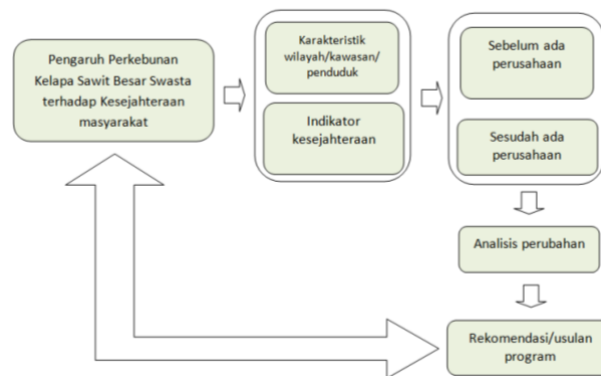 Pengaruh Perkebunan
Kelapa Sawit Besar Swasta
terhadap Kesejahteraan
masyarakat
Karakteristik
wilayah/kawasan/
penduduk
Indikator
kesejahteraan
Sebelum ada
perusahaan
Sesudah ada
perusahaan
Analisis perubahan
Rekomendasi/usulan
program